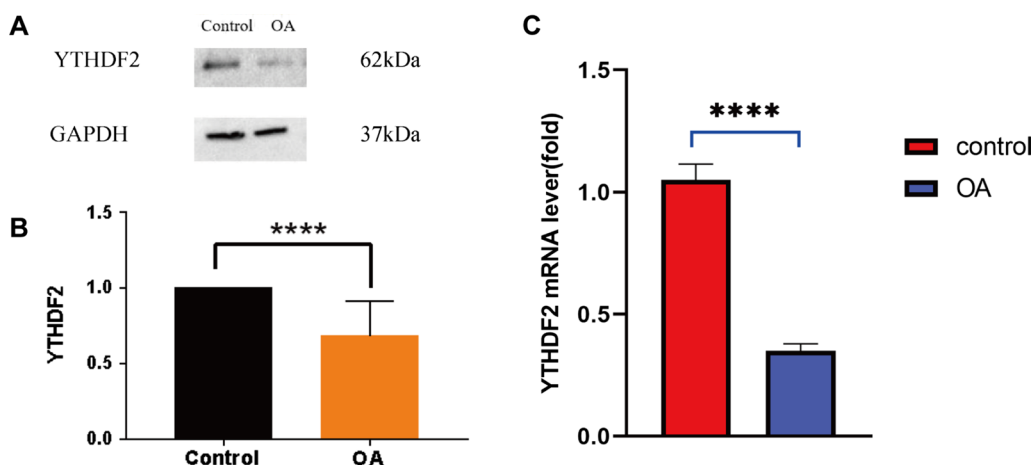 A
Control OA
YTHDF2 62kDa
GAPDH 37kDa
B
YTHDF2
1.5
1.0
0.5
0.0
****
Control OA
C
YTHDF2 mRNA lever(fold)
1.5
1.0
0.5
0.0
****
control
OA